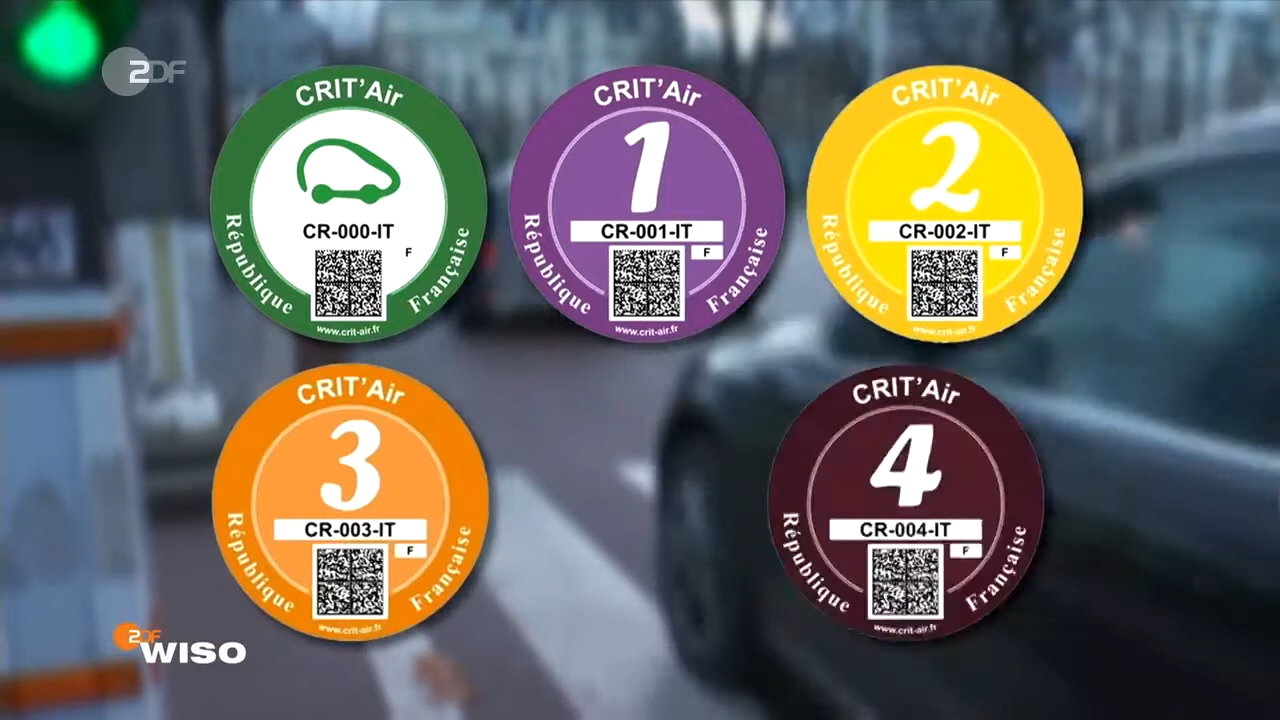 ZDF
CRIT'Air
CR-000-IT
F
République Française
www.crit-air.fr
CRIT'Air
1
CR-001-IT
F
République Française
www.crit-air.fr
CRIT'Air
2
CR-002-IT
F
République Française
www.crit-air.fr
CRIT'Air
3
CR-003-IT
F
République Française
www.crit-air.fr
CRIT'Air
4
CR-004-IT
F
République Française
www.crit-air.fr
ZDF
WISO